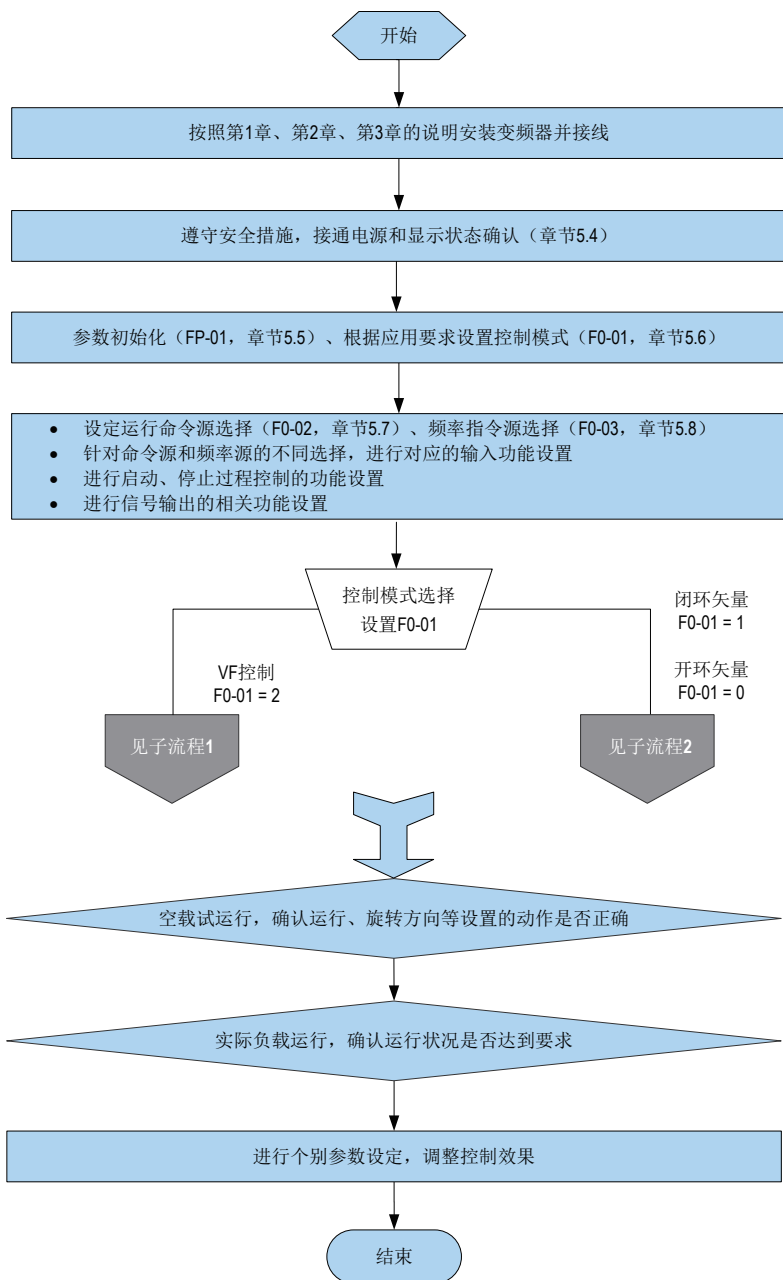 开始
按照第1章、第2章、第3章的说明安装变频器并接线
遵守安全措施，接通电源和显示状态确认（章节5.4）
参数初始化（FP-01，章节5.5）、根据应用要求设置控制模式（F0-01，章节5.6）
• 设定运行命令源选择（F0-02，章节5.7）、频率指令源选择（F0-03，章节5.8）
• 针对命令源和频率源的不同选择，进行对应的输入功能设置
• 进行启动、停止过程控制的功能设置
• 进行信号输出的相关功能设置
控制模式选择
设置F0-01
VF控制
F0-01 = 2
闭环矢量
F0-01 = 1
开环矢量
F0-01 = 0
见子流程1
见子流程2
空载试运行，确认运行、旋转方向等设置的动作是否正确
实际负载运行，确认运行状况是否达到要求
进行个别参数设定，调整控制效果
结束